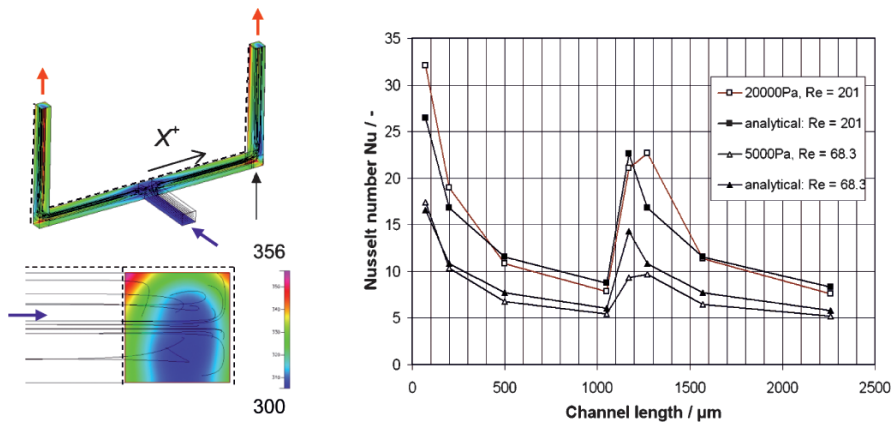 X+
356
300
Nusselt number Nu / -
35
30
25
20
15
10
5
0
20000Pa, Re = 201
analytical: Re = 201
5000Pa, Re = 68.3
analytical: Re = 68.3
0
500
1000
1500
2000
2500
Channel length / µm